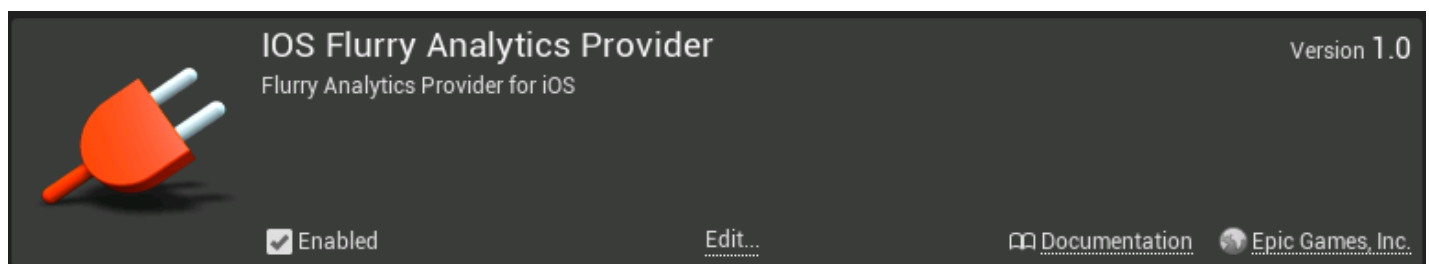 IOS Flurry Analytics Provider
Version 1.0
Flurry Analytics Provider for iOS
Enabled
Edit...
Documentation
Epic Games, Inc.